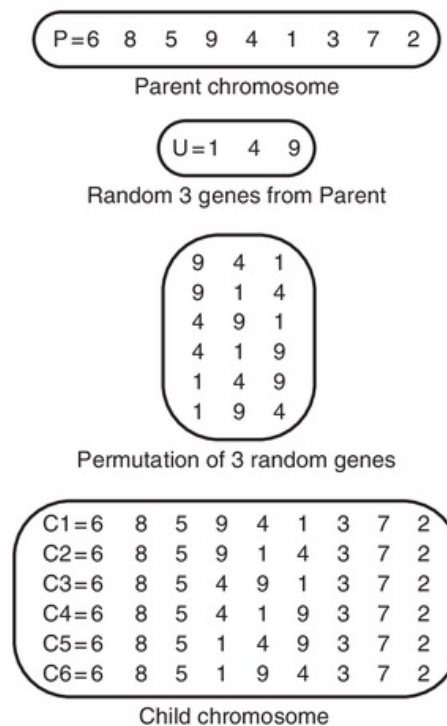 P=6 8 5 9 4 1 3 7 2
Parent chromosome
U=1 4 9
Random 3 genes from Parent
9 4 1
9 1 4
4 9 1
4 1 9
1 4 9
1 9 4
Permutation of 3 random genes
C1=6 8 5 9 4 1 3 7 2
C2=6 8 5 9 1 4 3 7 2
C3=6 8 5 4 9 1 3 7 2
C4=6 8 5 4 1 9 3 7 2
C5=6 8 5 1 4 9 3 7 2
C6=6 8 5 1 9 4 3 7 2
Child chromosome